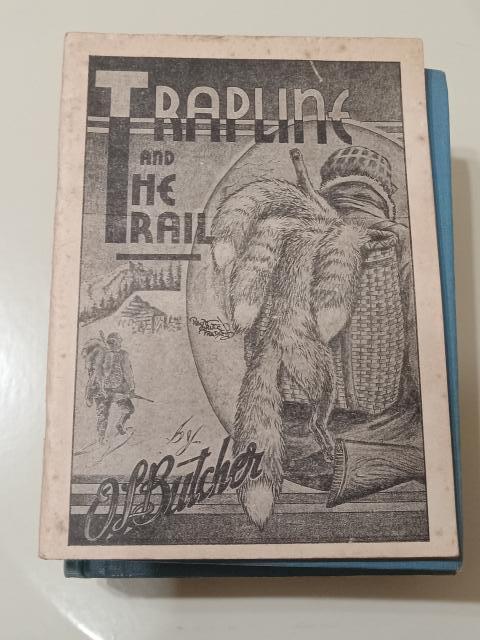 TRAPLINE
AND
THE
TRAIL
by
O.L. Butcher